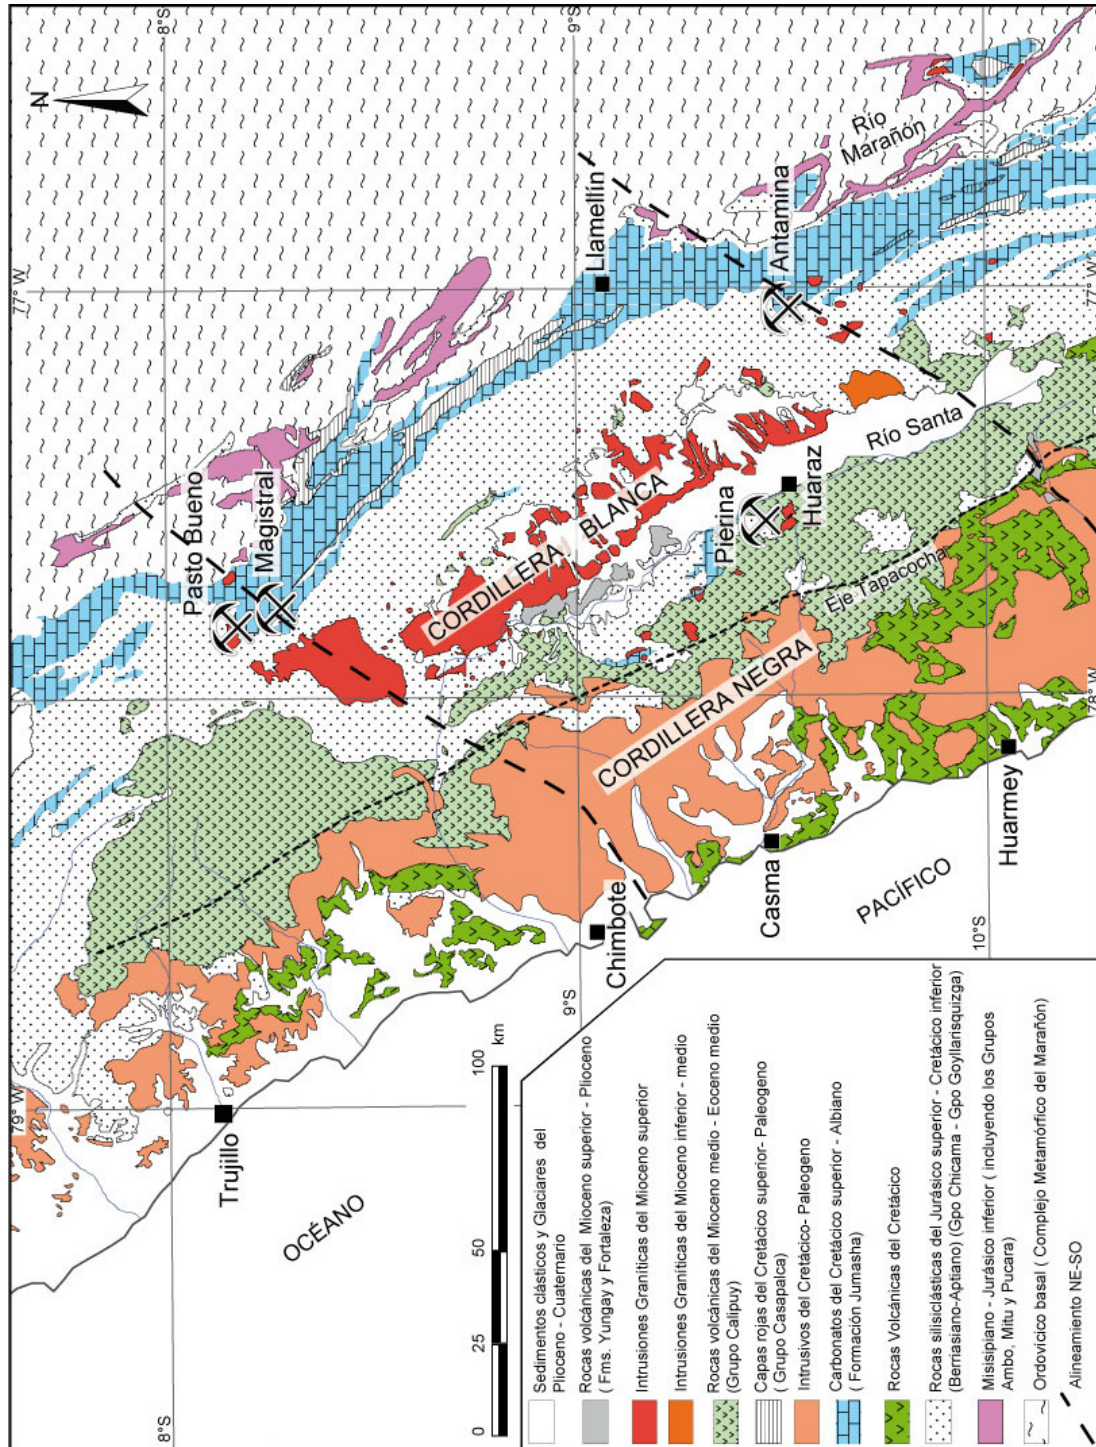 8°S
9°S
N
77° W
Pasto Bueno
Magistral
Llamellín
Río
Marañón
Antamina
CORDILLERA BLANCA
Pierina
Huaraz
Río Santa
Eje Tapacocha
CORDILLERA NEGRA
77° W
78° W
79° W
Trujillo
Chimbote
Casma
Huarmey
OCÉANO
PACÍFICO
8°S
9°S
10°S
0
25
50
100
km
Sedimentos clásticos y Glaciares del
Plioceno - Cuaternario
Rocas volcánicas del Mioceno superior - Plioceno
( Fms. Yungay y Fortaleza)
Intrusiones Graníticas del Mioceno superior
Intrusiones Graníticas del Mioceno inferior - medio
Rocas volcánicas del Mioceno medio - Eoceno medio
(Grupo Calipuy)
Capas rojas del Cretácico superior- Paleogeno
( Grupo Casapalca)
Intrusivos del Cretácico- Paleogeno
Carbonatos del Cretácico superior - Albiano
( Formación Jumasha)
Rocas Volcánicas del Cretácico
Rocas silisiclásticas del Jurásico superior - Cretácico inferior
(Berriasiano-Aptiano) (Gpo Chicama - Gpo Goyllarisquizga)
Misisipiano - Jurásico inferior ( incluyendo los Grupos
Ambo, Mitu y Pucara)
Ordovícico basal ( Complejo Metamórfico del Marañón)
Alineamiento NE-SO